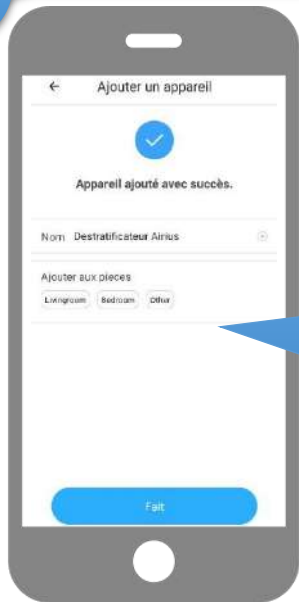 ← Ajouter un appareil
Appareil ajouté avec succès.
Nom Destratificateur Airius
Ajouter aux pieces
Livingroom Bedroom Other
Fait